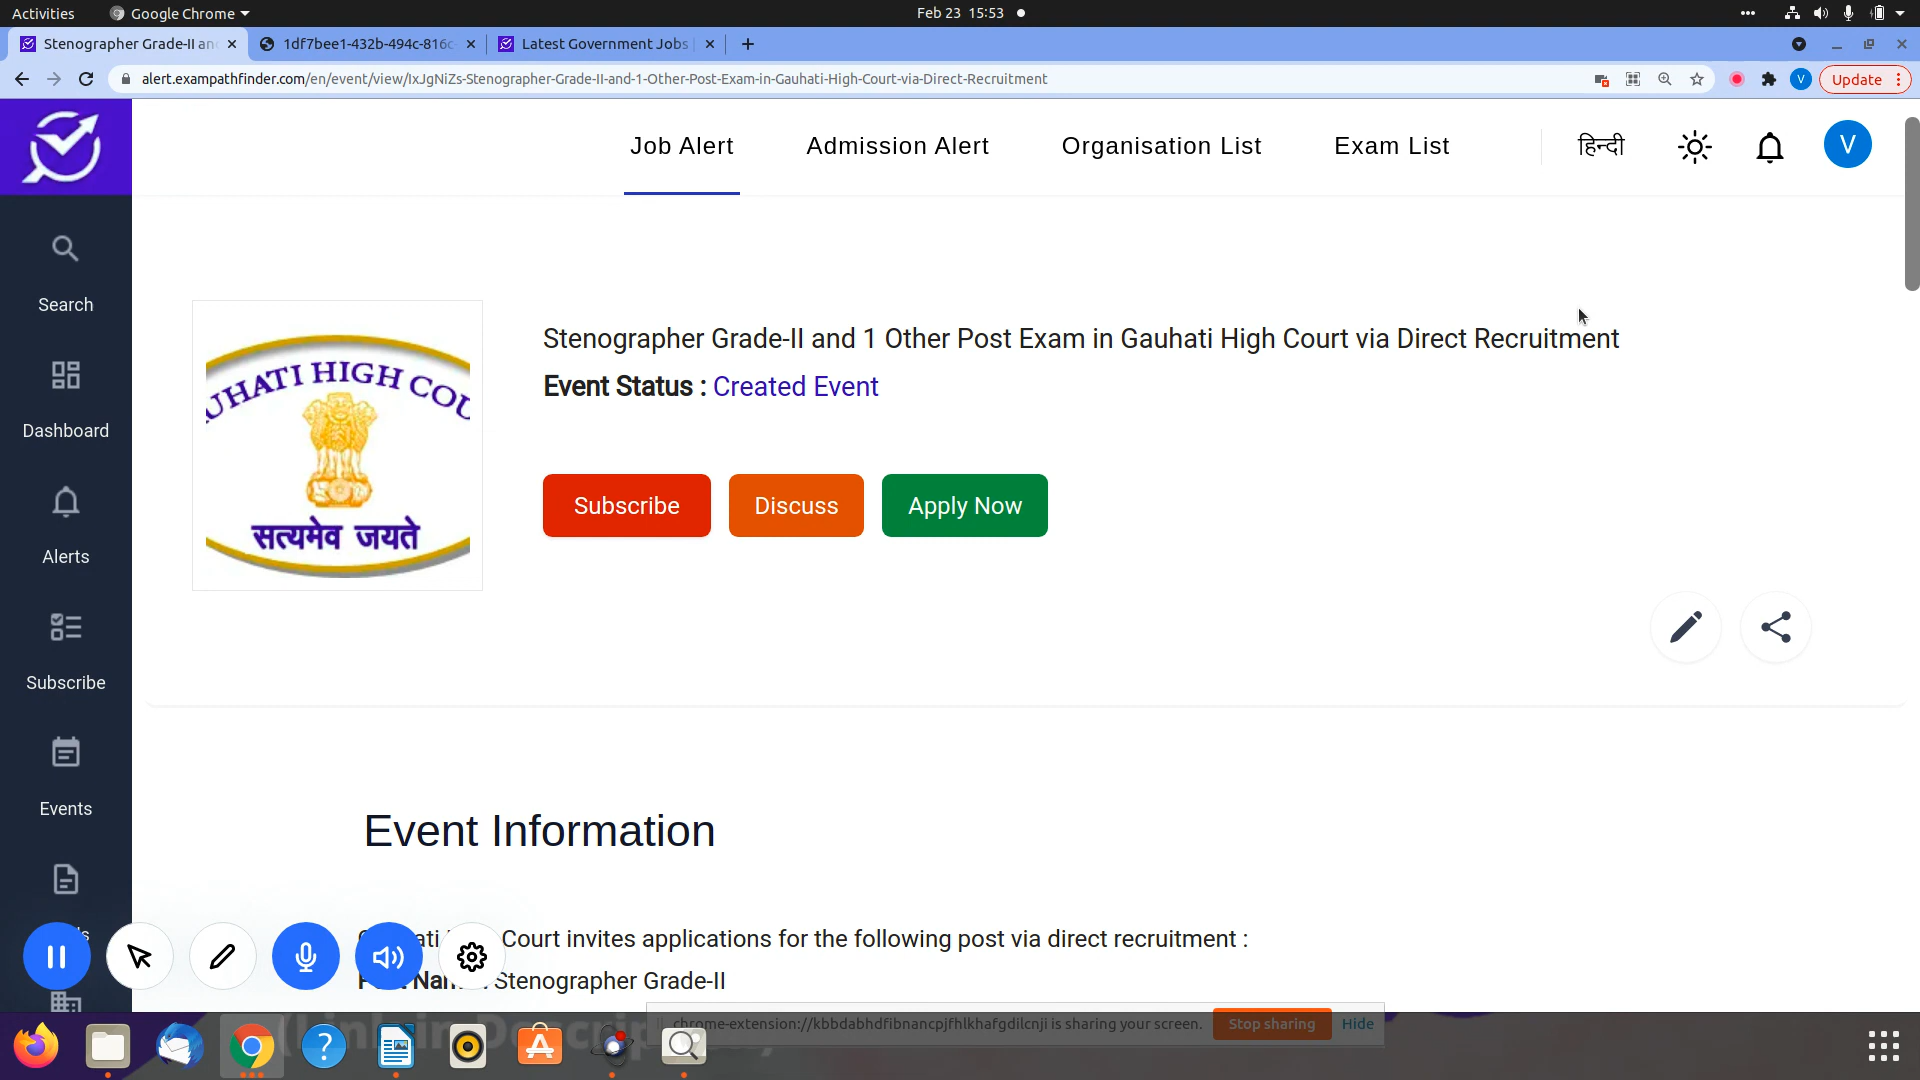 Activities
Google Chrome
Feb 23 15:53
Stenographer Grade-II an
1df7bee1-432b-494c-816c
Latest Government Jobs
alert.exampathfinder.com/en/event/view/IxJgNiZs-Stenographer-Grade-II-and-1-Other-Post-Exam-in-Gauhati-High-Court-via-Direct-Recruitment
V
Update
Job Alert
Admission Alert
Organisation List
Exam List
हिन्दी
V
Search
Dashboard
Alerts
Subscribe
Events
UHATI HIGH COU
सत्यमेव जयते
Stenographer Grade-II and 1 Other Post Exam in Gauhati High Court via Direct Recruitment
Event Status : Created Event
Subscribe
Discuss
Apply Now
Event Information
Court invites applications for the following post via direct recruitment :
Stenographer Grade-II
chrome-extension://kbbdabhdfibnancpjfhlkhafgdilcnji is sharing your screen.
Stop sharing
Hide